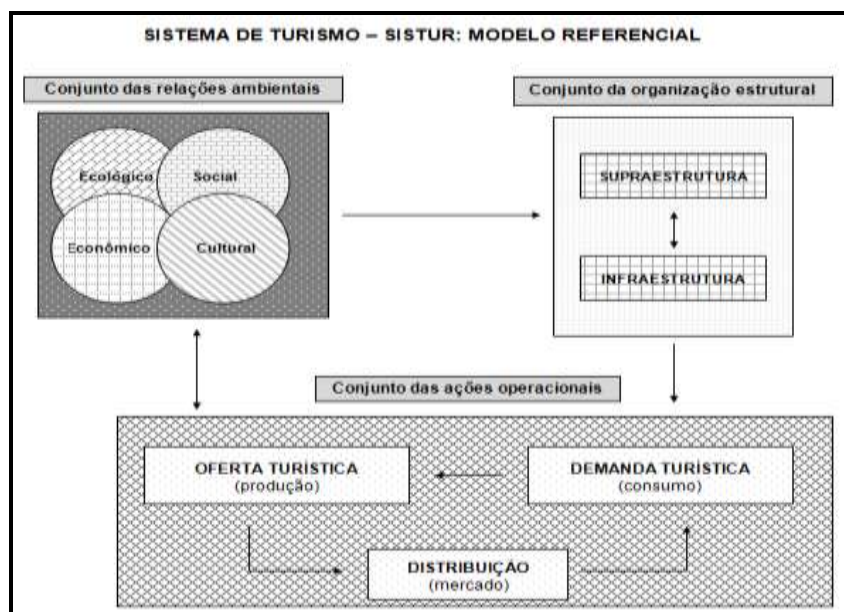 SISTEMA DE TURISMO – SISTUR: MODELO REFERENCIAL
Conjunto das relações ambientais
Conjunto da organização estrutural
Ecológico
Social
Econômico
Cultural
SUPRAESTRUTURA
INFRAESTRUTURA
Conjunto das ações operacionais
OFERTA TURÍSTICA
(produção)
DEMANDA TURÍSTICA
(consumo)
DISTRIBUIÇÃO
(mercado)